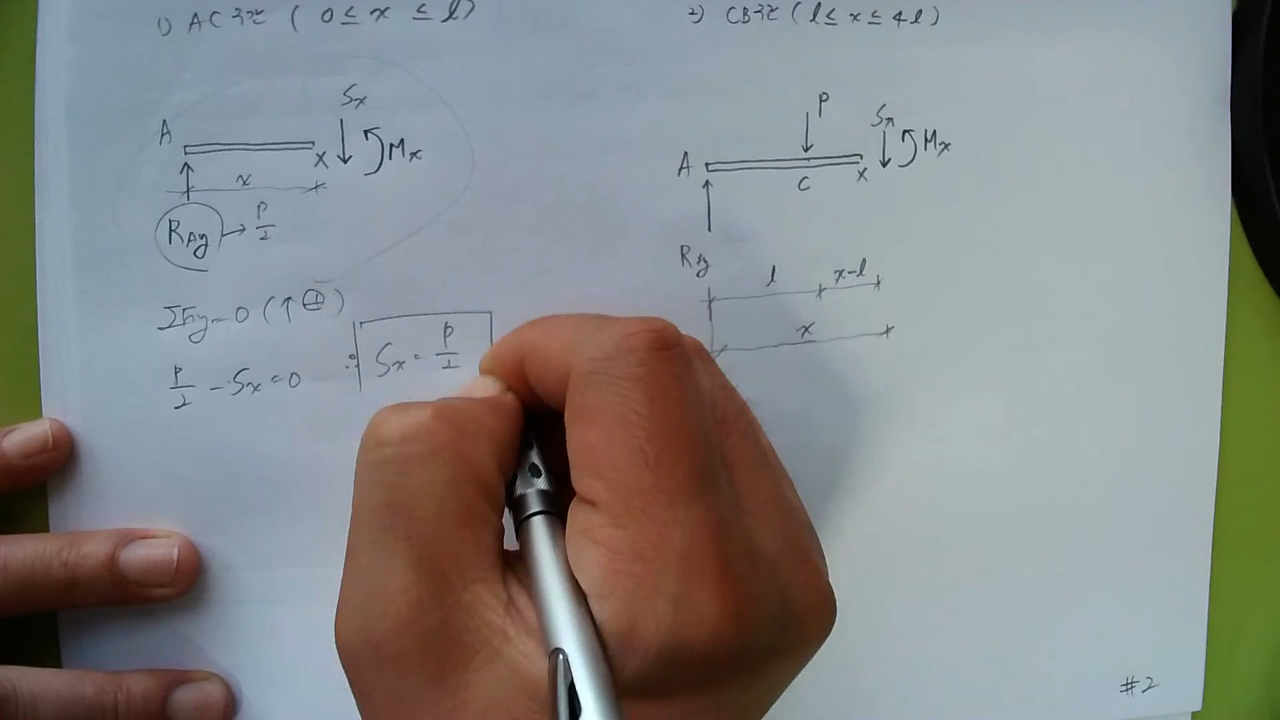 1) AC구간 ( 0 ≤ x ≤ l )
Sx
A
x
Mx
x
RAy → P/2
ΣFy=0 (↑⊕)
P/2 - Sx = 0
∴ Sx = P/2
2) CB구간 ( l ≤ x ≤ 4l )
P
Sx
A
C
x
Mx
RAy
l
x-l
x
#2